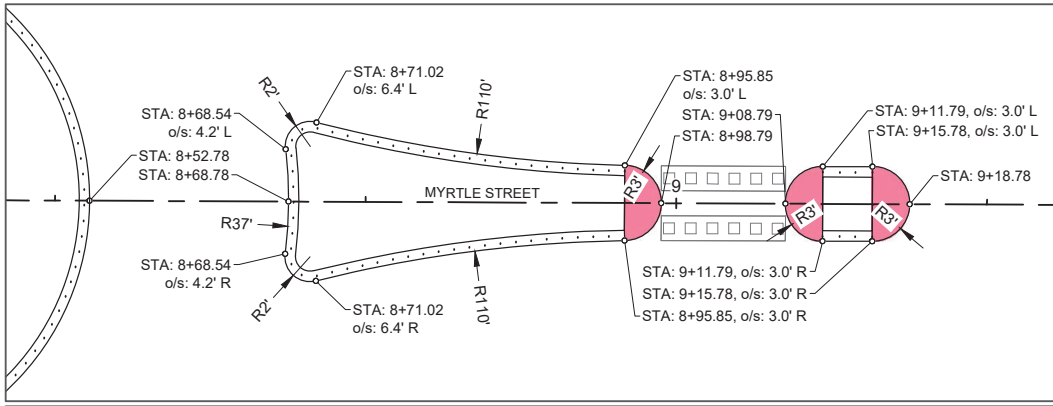 STA: 8+71.02
o/s: 6.4' L
R2'
STA: 8+68.54
o/s: 4.2' L
STA: 8+52.78
STA: 8+68.78
R37'
STA: 8+68.54
o/s: 4.2' R
R2'
STA: 8+71.02
o/s: 6.4' R
R110'
MYRTLE STREET
R110'
STA: 8+95.85
o/s: 3.0' L
STA: 9+08.79
STA: 8+98.79
R3'
9
STA: 9+11.79, o/s: 3.0' L
STA: 9+15.78, o/s: 3.0' L
STA: 9+18.78
R3'
R3'
STA: 9+11.79, o/s: 3.0' R
STA: 9+15.78, o/s: 3.0' R
STA: 8+95.85, o/s: 3.0' R